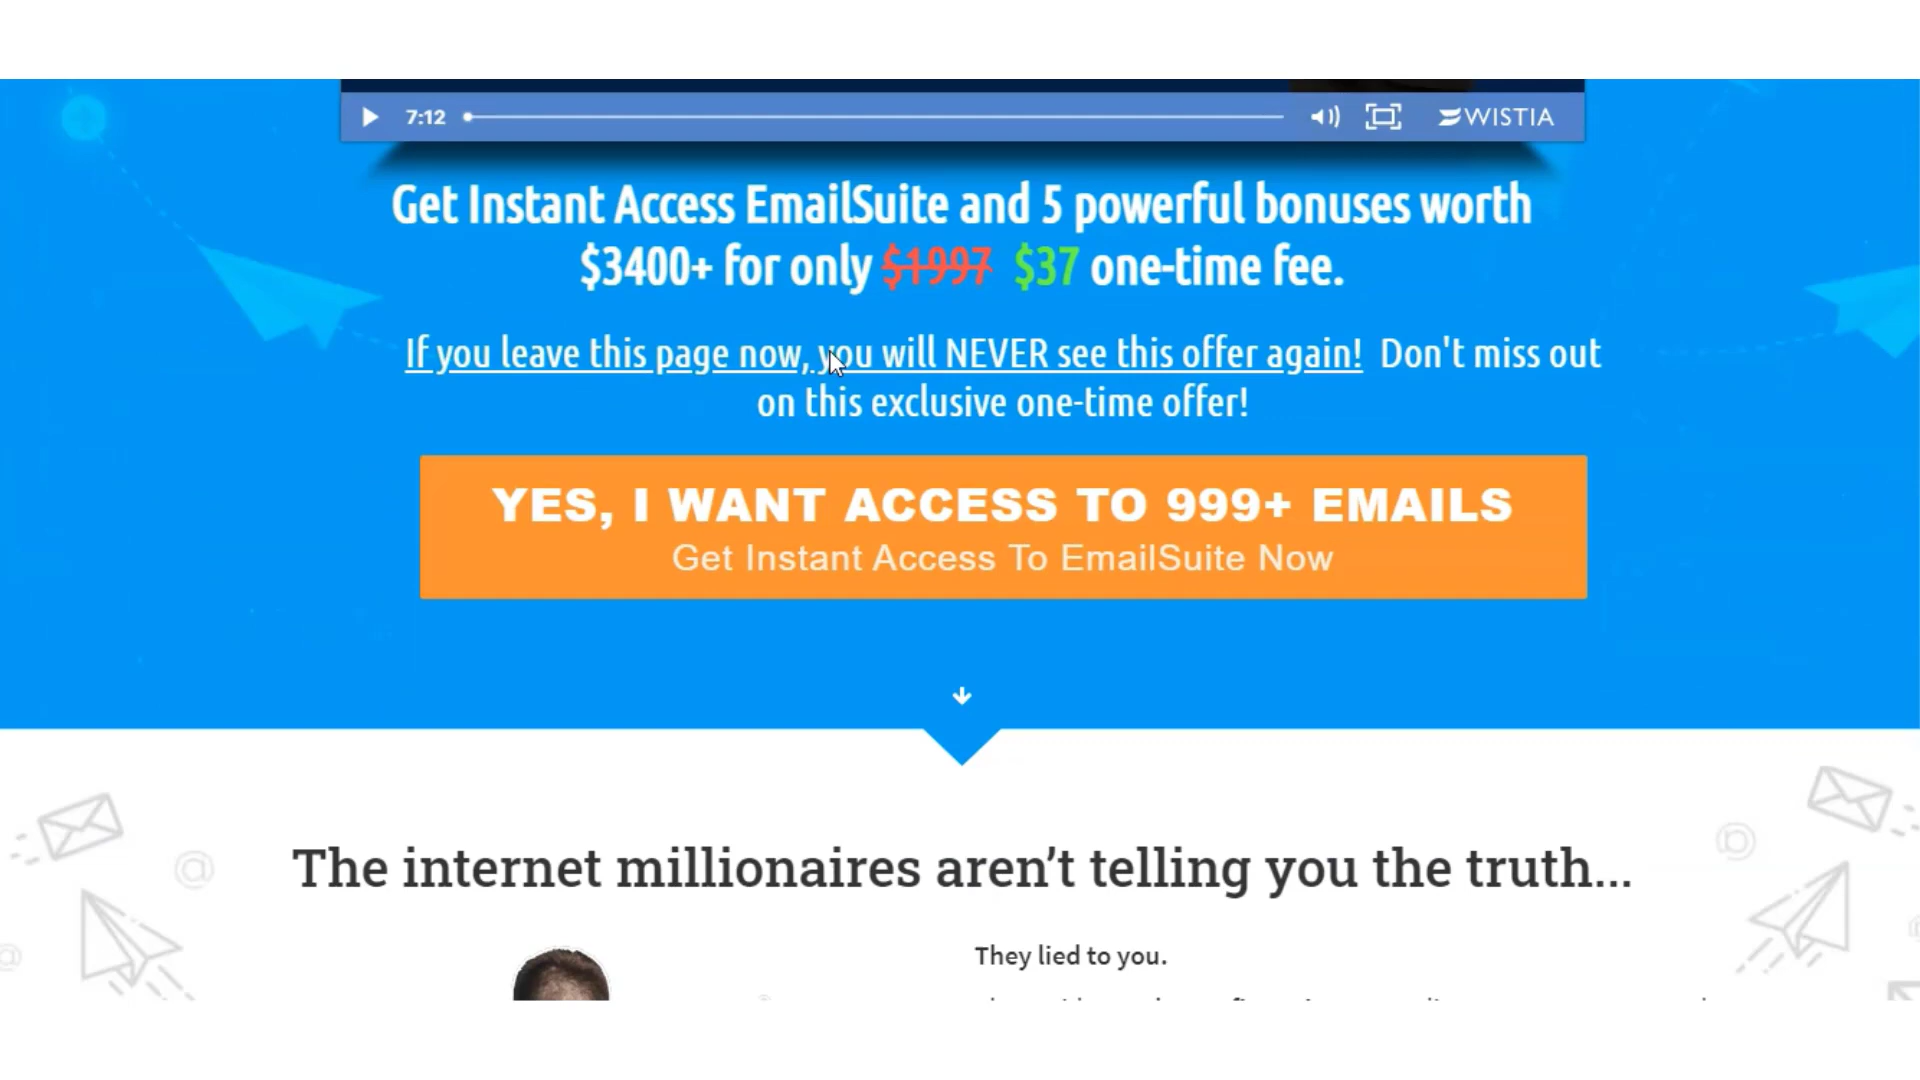 7:12
WISTIA
Get Instant Access EmailSuite and 5 powerful bonuses worth
$3400+ for only $1997 $37 one-time fee.
If you leave this page now, you will NEVER see this offer again! Don't miss out
on this exclusive one-time offer!
YES, I WANT ACCESS TO 999+ EMAILS
Get Instant Access To EmailSuite Now
The internet millionaires aren’t telling you the truth...
They lied to you.